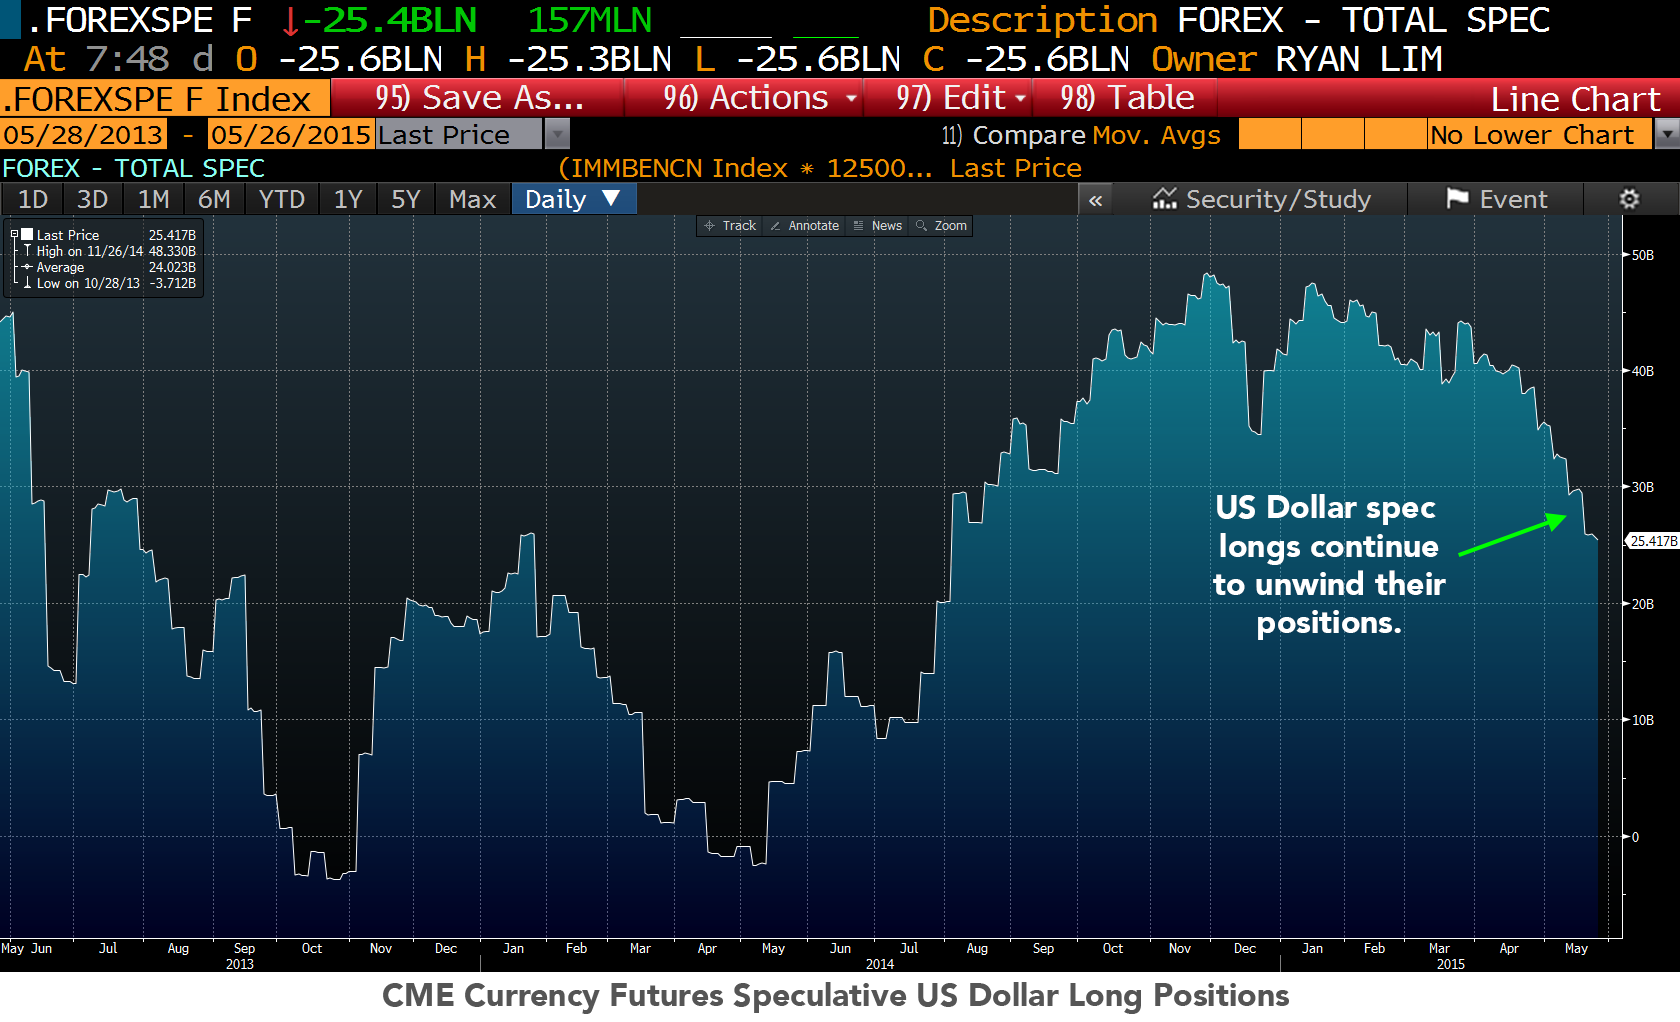 .FOREXSPE F ↓-25.4BLN 157MLN Description FOREX - TOTAL SPEC
At 7:48 d O -25.6BLN H -25.3BLN L -25.6BLN C -25.6BLN Owner RYAN LIM
.FOREXSPE F Index 95) Save As... 96) Actions 97) Edit 98) Table Line Chart
05/28/2013 - 05/26/2015 Last Price 11) Compare Mov. Avgs No Lower Chart
FOREX - TOTAL SPEC (IMMBENCN Index * 12500... Last Price
1D 3D 1M 6M YTD 1Y 5Y Max Daily ▼ « Security/Study Event
Track Annotate News Zoom
Last Price 25.417B
High on 11/26/14 48.330B
Average 24.023B
Low on 10/28/13 -3.712B
50B
40B
30B
US Dollar spec
longs continue
to unwind their
positions.
25.417B
20B
10B
0
May Jun Jul Aug Sep Oct Nov Dec Jan Feb Mar Apr May Jun Jul Aug Sep Oct Nov Dec Jan Feb Mar Apr May
2013 2014 2015
CME Currency Futures Speculative US Dollar Long Positions